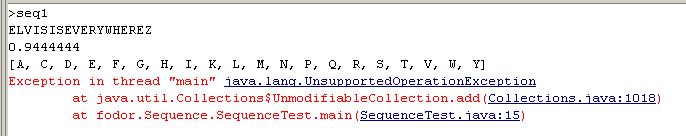 >seq1
ELVISISEVERYWHEREZ
0.9444444
[A, C, D, E, F, G, H, I, K, L, M, N, P, Q, R, S, T, V, W, Y]
Exception in thread "main" java.lang.UnsupportedOperationException
at java.util.Collections$UnmodifiableCollection.add(Collections.java:1018)
at fodor.Sequence.SequenceTest.main(SequenceTest.java:15)